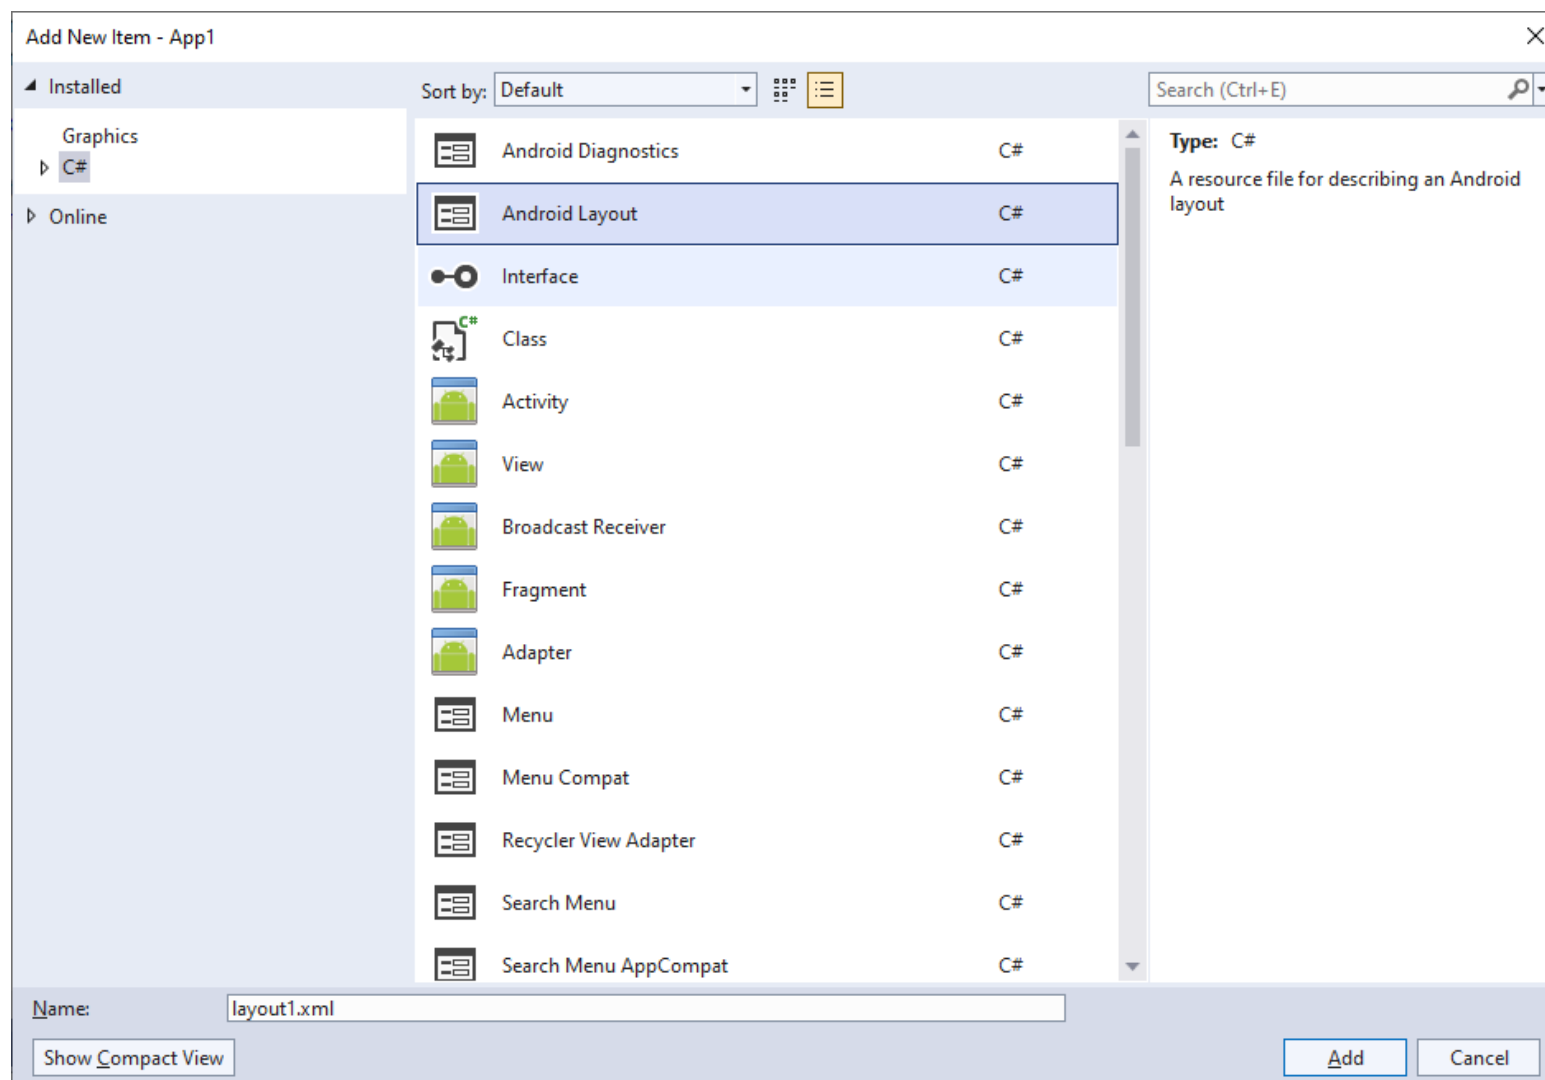 Add New Item - App1
Installed
Sort by: Default
Search (Ctrl+E)
Graphics
C#
Online
Android Diagnostics C#
Android Layout C#
Interface C#
C#
Class C#
Activity C#
View C#
Broadcast Receiver C#
Fragment C#
Adapter C#
Menu C#
Menu Compat C#
Recycler View Adapter C#
Search Menu C#
Search Menu AppCompat C#
Type: C#
A resource file for describing an Android
layout
Name: layout1.xml
Show Compact View
Add
Cancel